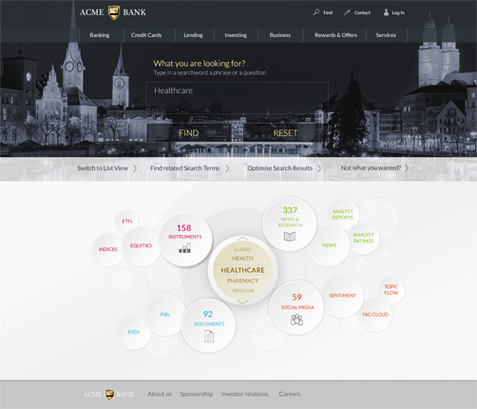 ACME BANK
Find Contact Log In
Banking Credit Cards Lending Investing Business Rewards & Offers Services
What you are looking for?
Type in a searchword phrase or a question
Healthcare
FIND RESET
Switch to List View Find related Search Terms Optimise Search Results Not what you wanted?
ETFs
INDICES
EQUITIES
158
INSTRUMENTS
337
NEWS &
RESEARCH
ANALYST
REPORTS
NEWS
ANALYST
RATINGS
ILLNESS
HEALTH
HEALTHCARE
PHARMACY
MEDICINE
PIBs
KIIDs
92
DOCUMENTS
59
SOCIAL MEDIA
SENTIMENT
TOPIC
FLOW
TAG CLOUD
ACME BANK About us Sponsorship Investor relations Careers